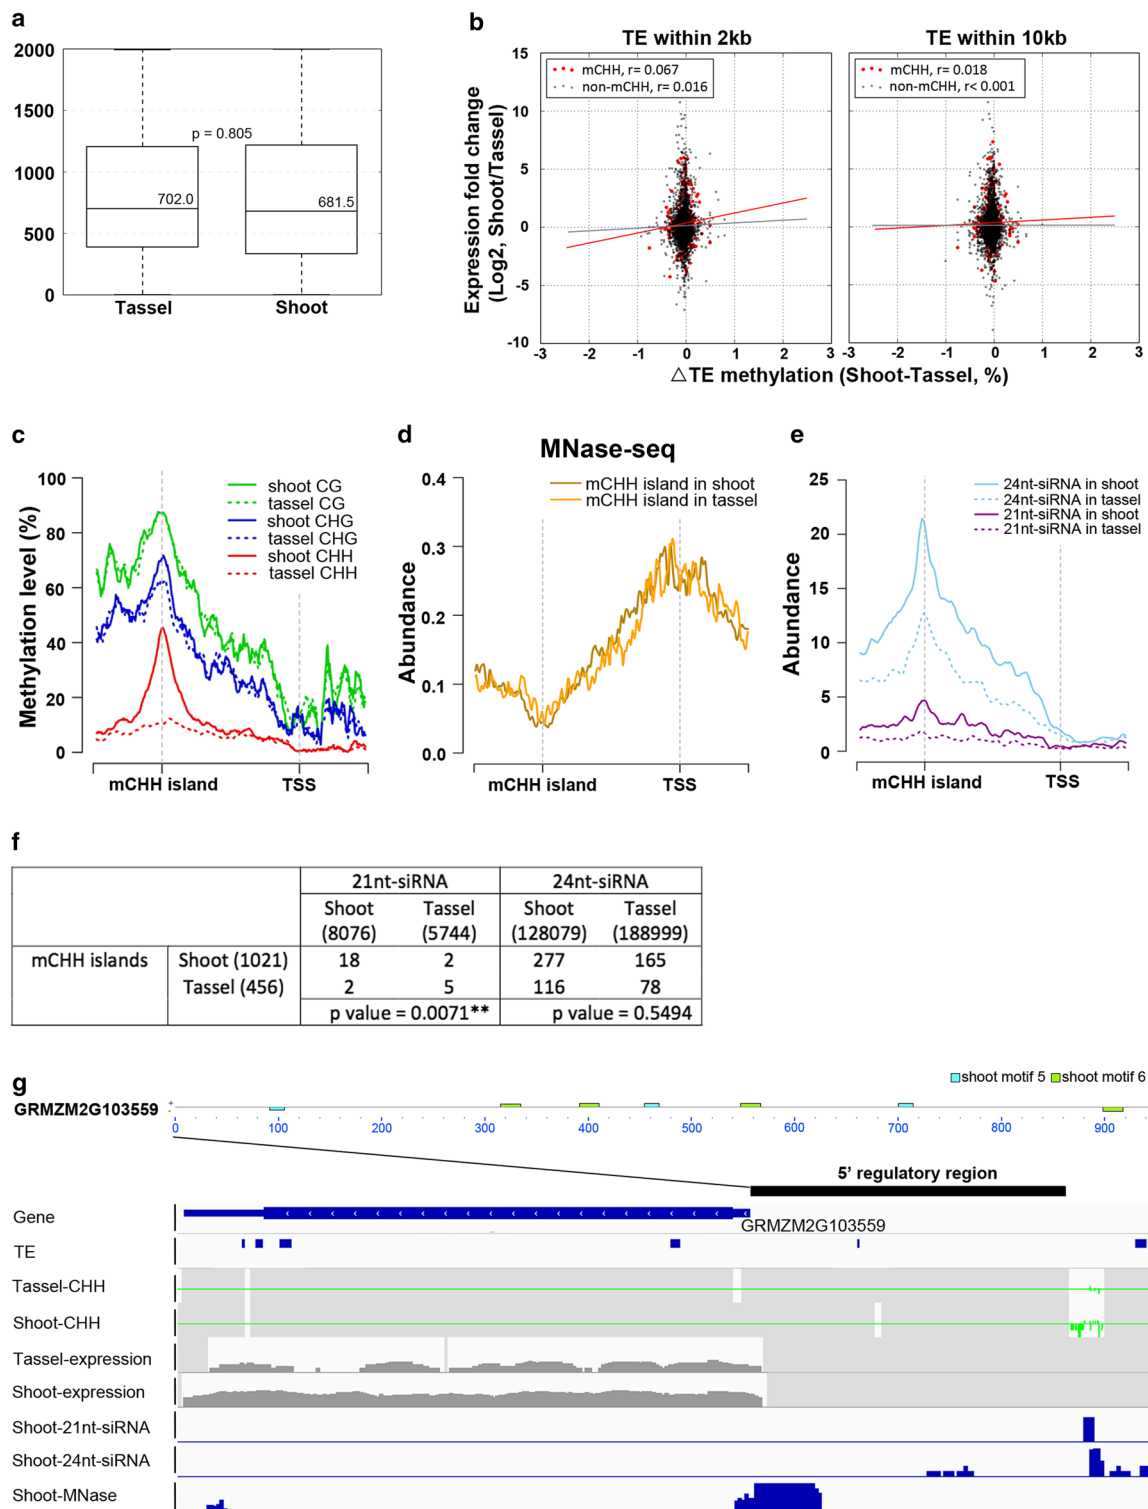 a
2000
1500
1000
500
0
p = 0.805
702.0
681.5
Tassel
Shoot
b
TE within 2kb
TE within 10kb
mCHH, r= 0.067
non-mCHH, r= 0.016
mCHH, r= 0.018
non-mCHH, r< 0.001
Expression fold change
(Log2, Shoot/Tassel)
15
10
5
0
-5
-10
-3 -2 -1 0 1 2 3
-3 -2 -1 0 1 2 3
△TE methylation (Shoot-Tassel, %)
c
Methylation level (%)
100
80
60
40
20
0
shoot CG
tassel CG
shoot CHG
tassel CHG
shoot CHH
tassel CHH
mCHH island
TSS
d
MNase-seq
Abundance
0.4
0.3
0.2
0.1
0.0
mCHH island in shoot
mCHH island in tassel
mCHH island
TSS
e
Abundance
25
20
15
10
5
0
24nt-siRNA in shoot
24nt-siRNA in tassel
21nt-siRNA in shoot
21nt-siRNA in tassel
mCHH island
TSS
f
21nt-siRNA 24nt-siRNA
Shoot Tassel Shoot Tassel
(8076) (5744) (128079) (188999)
mCHH islands Shoot (1021) 18 2 277 165
Tassel (456) 2 5 116 78
p value = 0.0071** p value = 0.5494
g
shoot motif 5 shoot motif 6
GRMZM2G103559
+
-
0 100 200 300 400 500 600 700 800 900
5' regulatory region
Gene
GRMZM2G103559
TE
Tassel-CHH
Shoot-CHH
Tassel-expression
Shoot-expression
Shoot-21nt-siRNA
Shoot-24nt-siRNA
Shoot-MNase